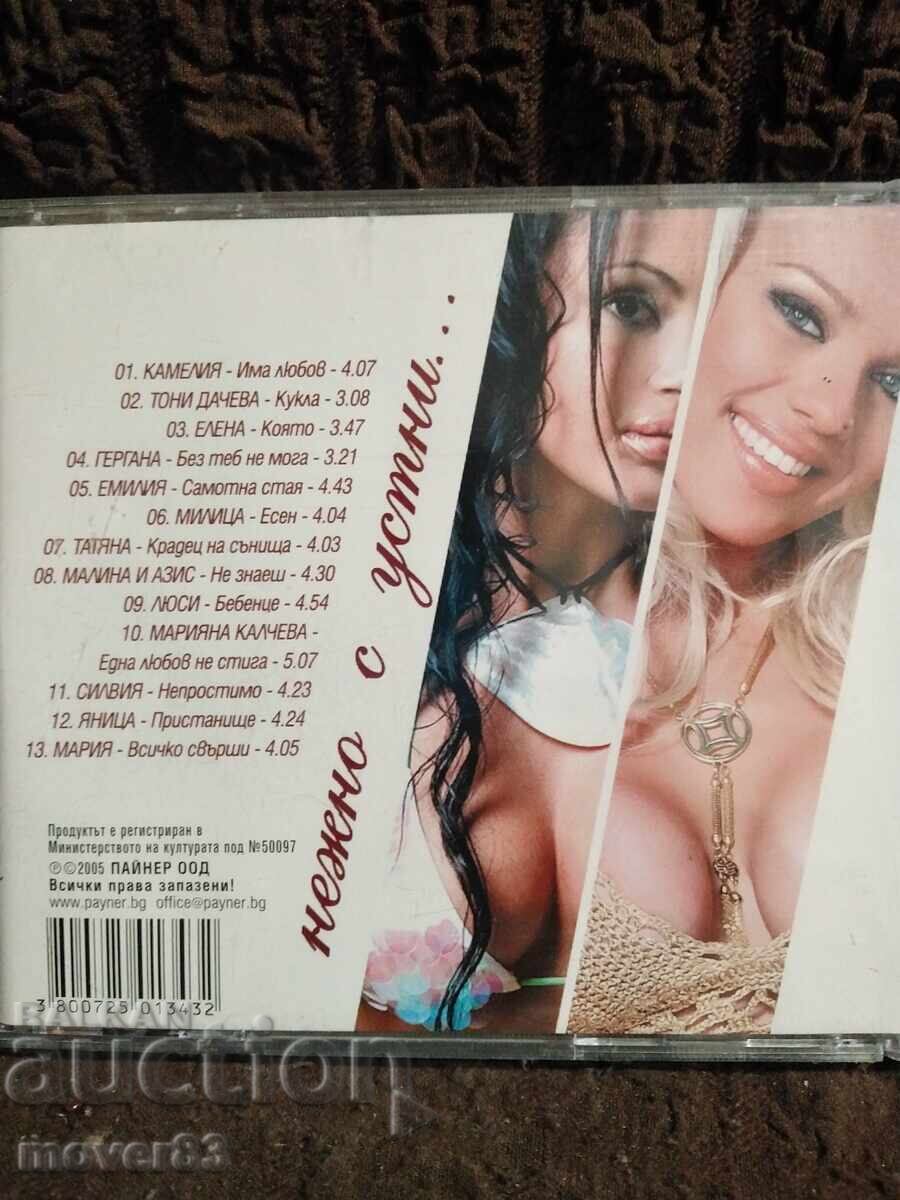 01. КАМЕЛИЯ - Има любов - 4.07
02. ТОНИ ДАЧЕВА - Кукла - 3.08
03. ЕЛЕНА - Която - 3.47
04. ГЕРГАНА - Без теб не мога - 3.21
05. ЕМИЛИЯ - Самотна стая - 4.43
06. МИЛИЦА - Есен - 4.04
07. ТАТЯНА - Крадец на сънища - 4.03
08. МАЛИНА И АЗИС - Не знаеш - 4.30
09. ЛЮСИ - Бебенце - 4.54
10. МАРИЯНА КАЛЧЕВА -
Една любов не стига - 5.07
11. СИЛВИЯ - Непростимо - 4.23
12. ЯНИЦА - Пристанище - 4.24
13. МАРИЯ - Всичко свърши - 4.05
нежно с устни...
Продуктът е регистриран в
Министерството на културата под №50097
℗©2005 ПАЙНЕР ООД
Всички права запазени!
www.payner.bg office@payner.bg
3 800725 013432
BALKAN
auction
mover83